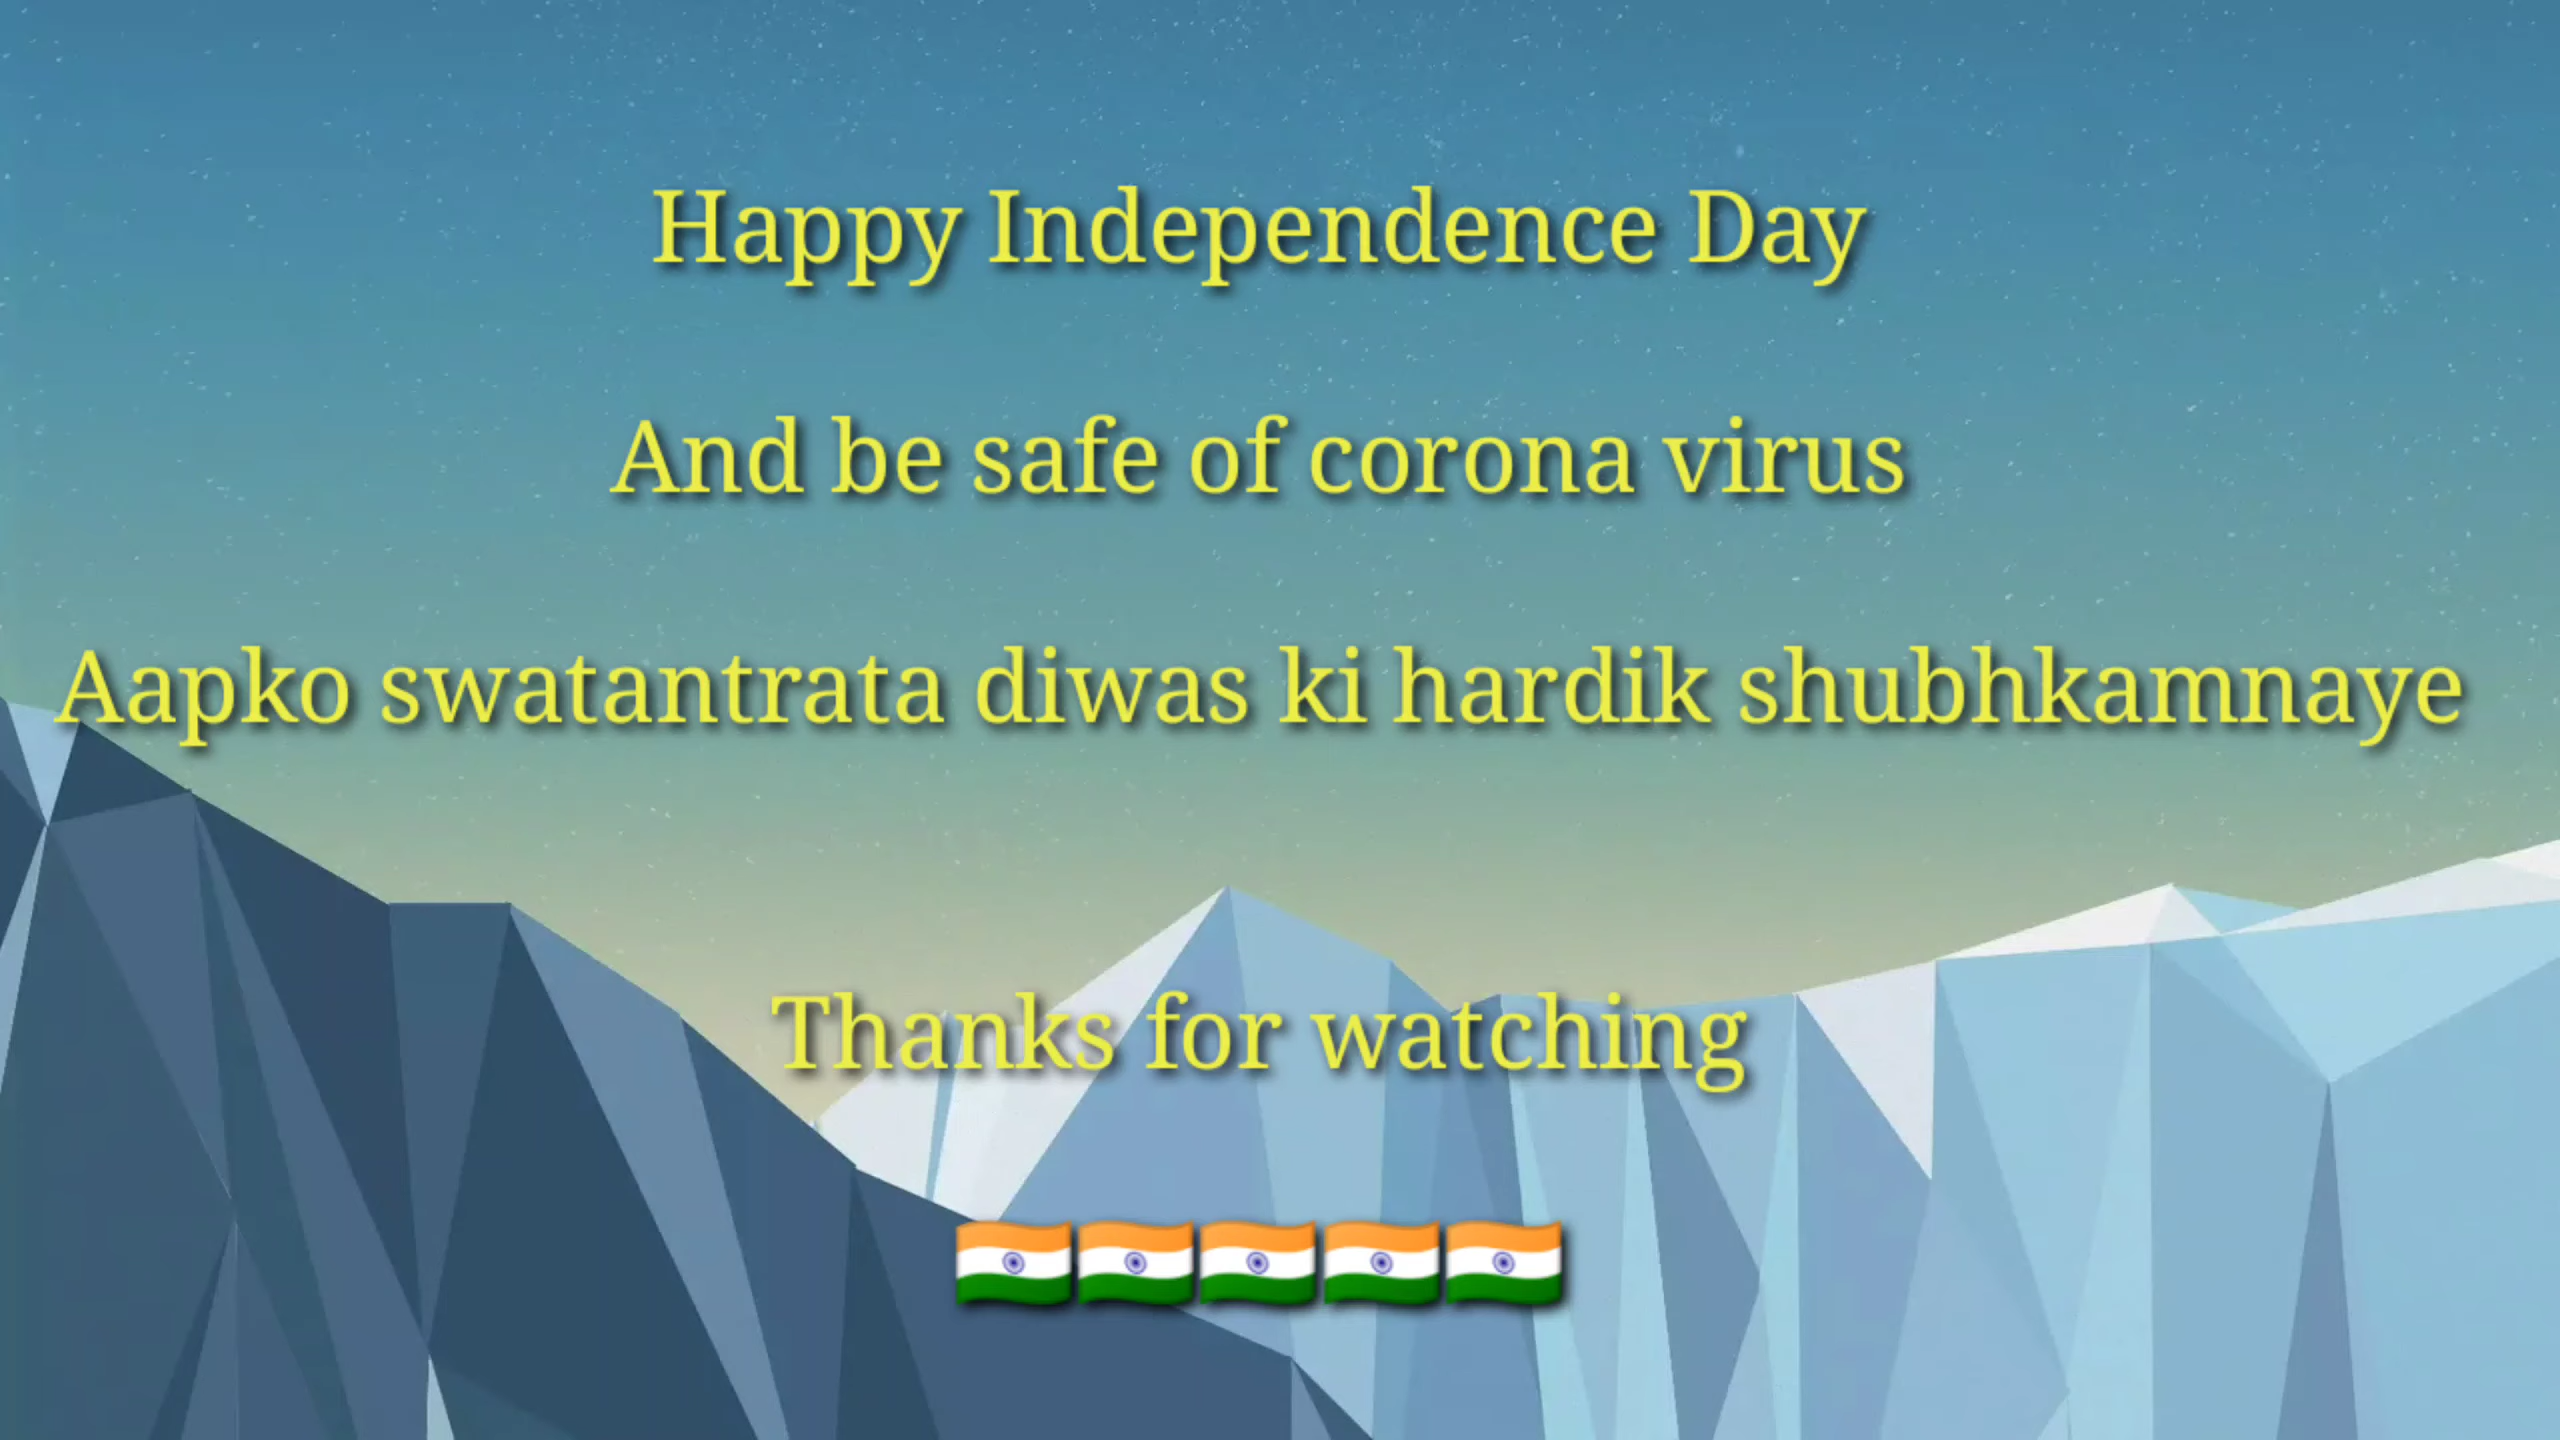 Happy Independence Day
And be safe of corona virus
Aapko swatantrata diwas ki hardik shubhkamnaye
Thanks for watching
🇮🇳🇮🇳🇮🇳🇮🇳🇮🇳